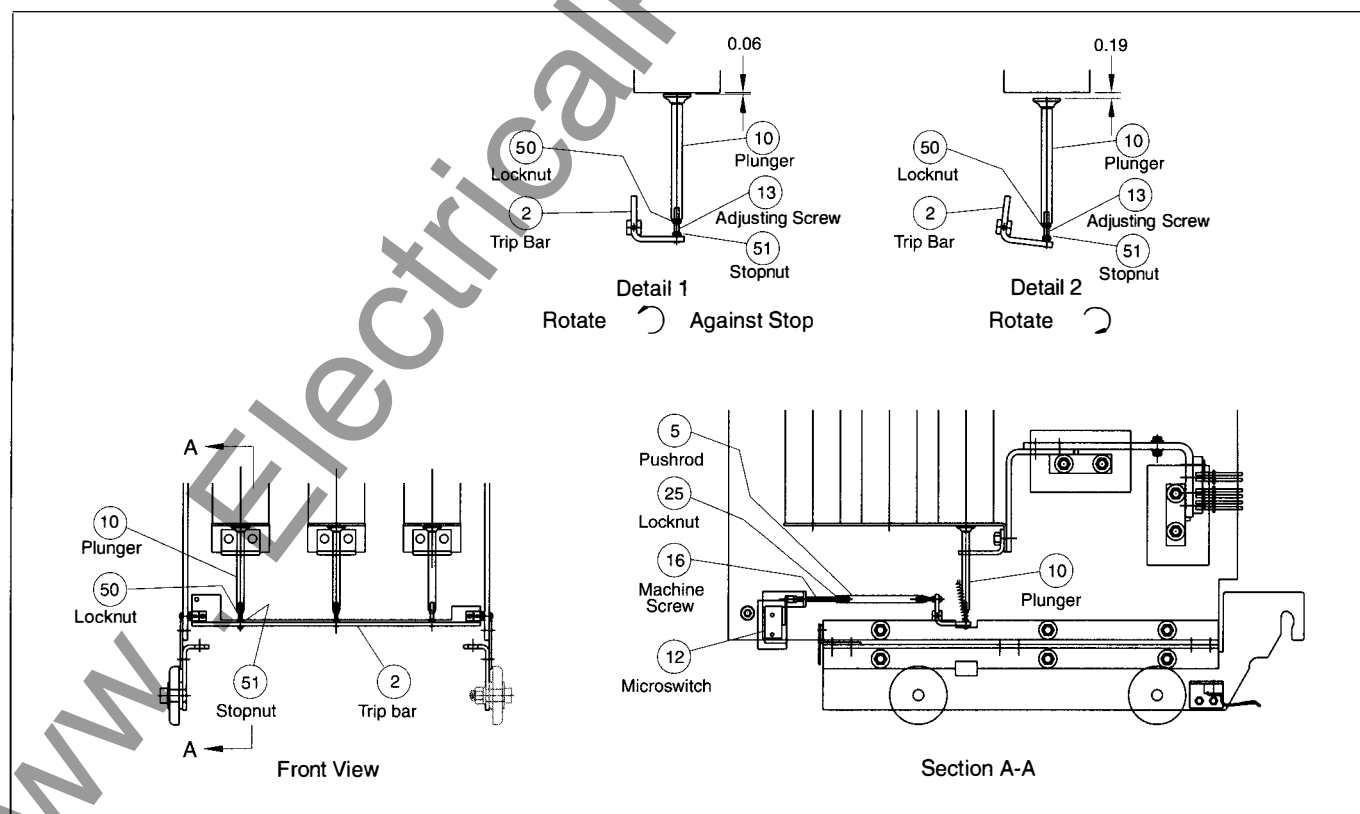 0.06
10
Plunger
50
Locknut
13
Adjusting Screw
2
Trip Bar
51
Stopnut
Detail 1
Rotate Against Stop
0.19
10
Plunger
50
Locknut
13
Adjusting Screw
2
Trip Bar
51
Stopnut
Detail 2
Rotate
A
10
Plunger
50
Locknut
51
Stopnut
2
Trip bar
A
Front View
5
Pushrod
25
Locknut
16
Machine
Screw
10
Plunger
12
Microswitch
Section A-A
www.Electrical